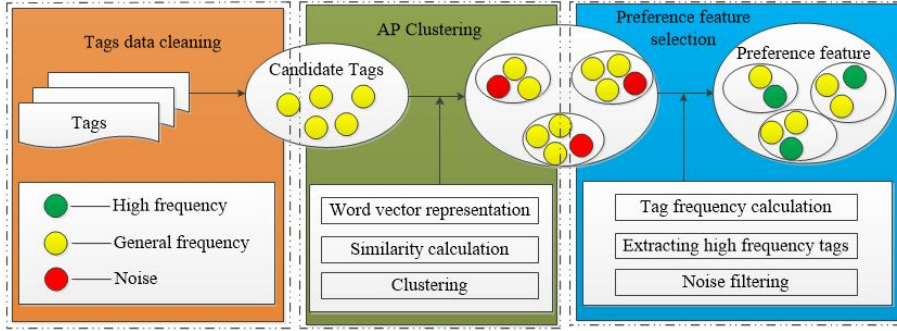 Tags data cleaning
Tags
High frequency
General frequency
Noise
Candidate Tags
AP Clustering
Word vector representation
Similarity calculation
Clustering
Preference feature
selection
Preference feature
Tag frequency calculation
Extracting high frequency tags
Noise filtering